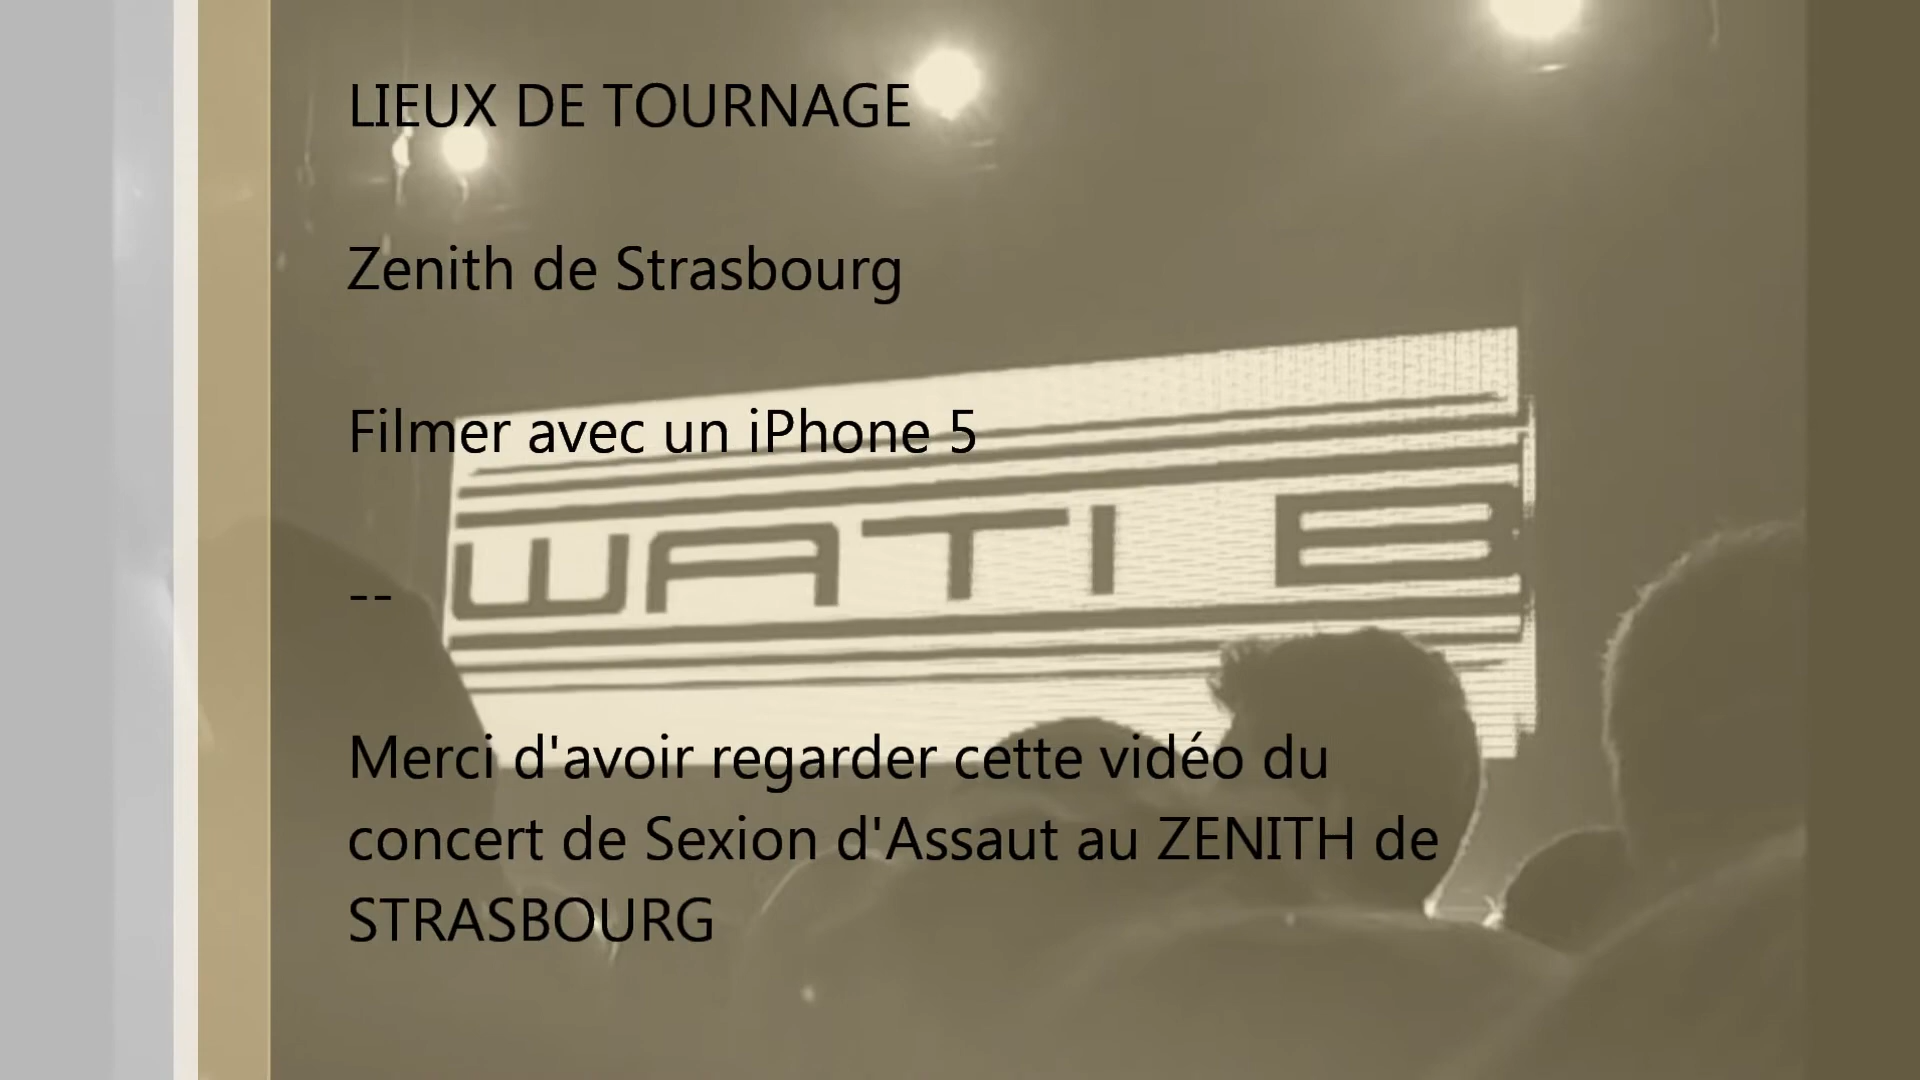 LIEUX DE TOURNAGE
Zenith de Strasbourg
Filmer avec un iPhone 5
WATI B
--
Merci d'avoir regarder cette vidéo du
concert de Sexion d'Assaut au ZENITH de
STRASBOURG